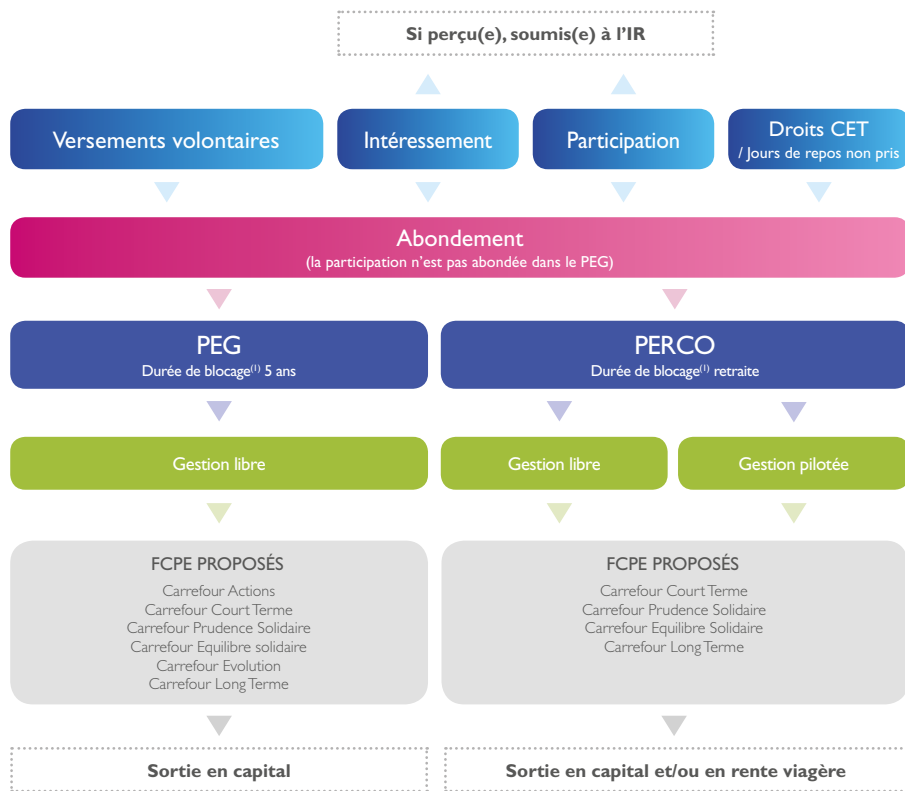 Si perçu(e), soumis(e) à l'IR
Versements volontaires
Intéressement
Participation
Droits CET
/ Jours de repos non pris
Abondement
(la participation n'est pas abondée dans le PEG)
PEG
Durée de blocage(1) 5 ans
PERCO
Durée de blocage(1) retraite
Gestion libre
Gestion libre
Gestion pilotée
FCPE PROPOSÉS
Carrefour Actions
Carrefour Court Terme
Carrefour Prudence Solidaire
Carrefour Equilibre solidaire
Carrefour Evolution
Carrefour Long Terme
FCPE PROPOSÉS
Carrefour Court Terme
Carrefour Prudence Solidaire
Carrefour Equilibre Solidaire
Carrefour Long Terme
Sortie en capital
Sortie en capital et/ou en rente viagère